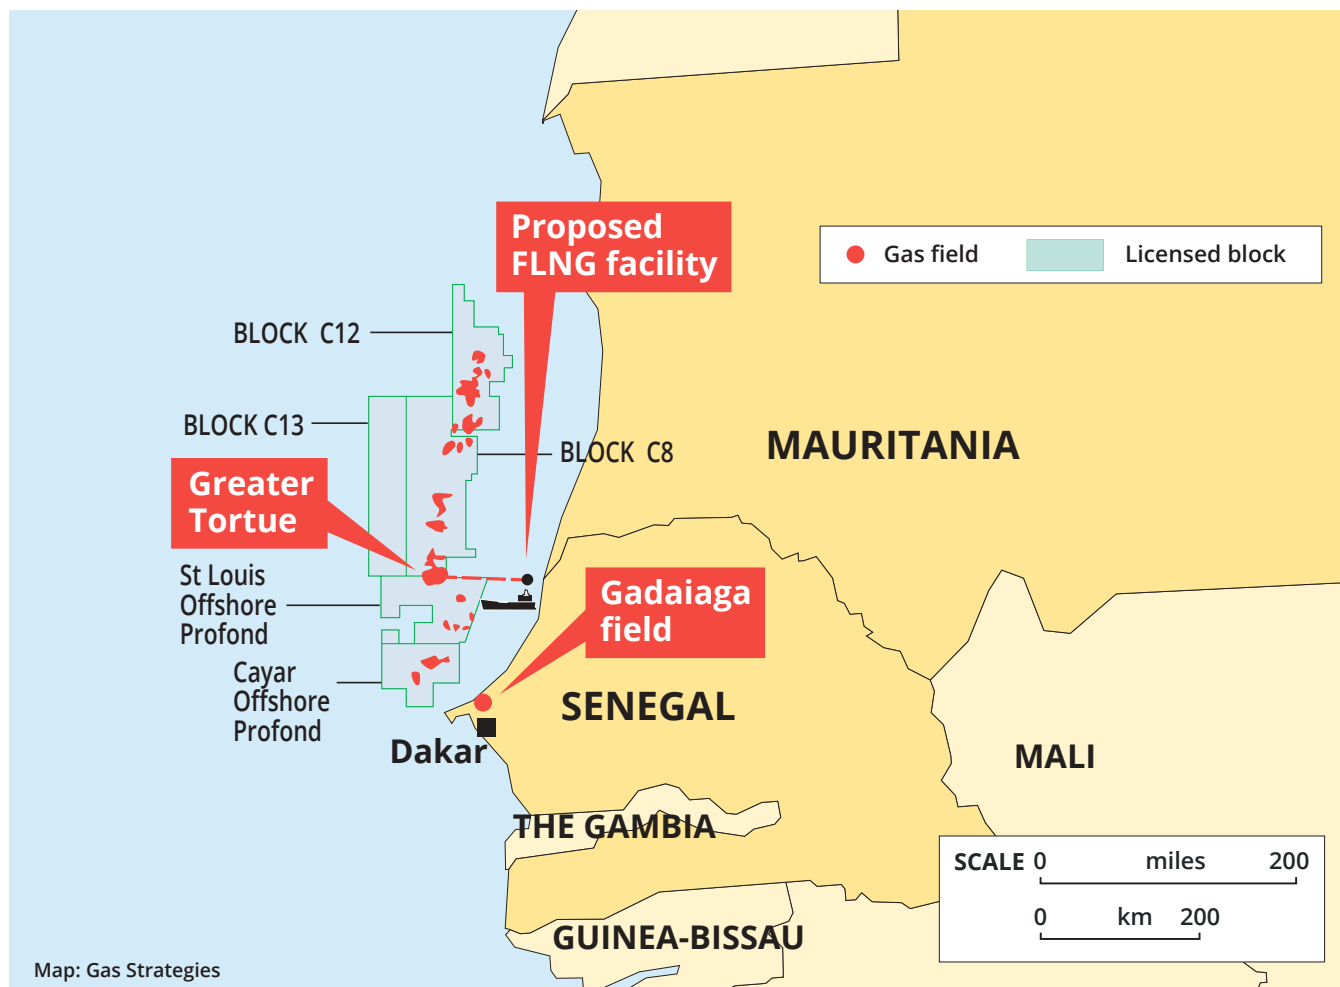 Proposed
FLNG facility
Gas field
Licensed block
BLOCK C12
BLOCK C13
BLOCK C8
MAURITANIA
Greater
Tortue
St Louis
Offshore
Profond
Gadaiaga
field
Cayar
Offshore
Profond
SENEGAL
Dakar
MALI
THE GAMBIA
SCALE 0 miles 200
0 km 200
GUINEA-BISSAU
Map: Gas Strategies